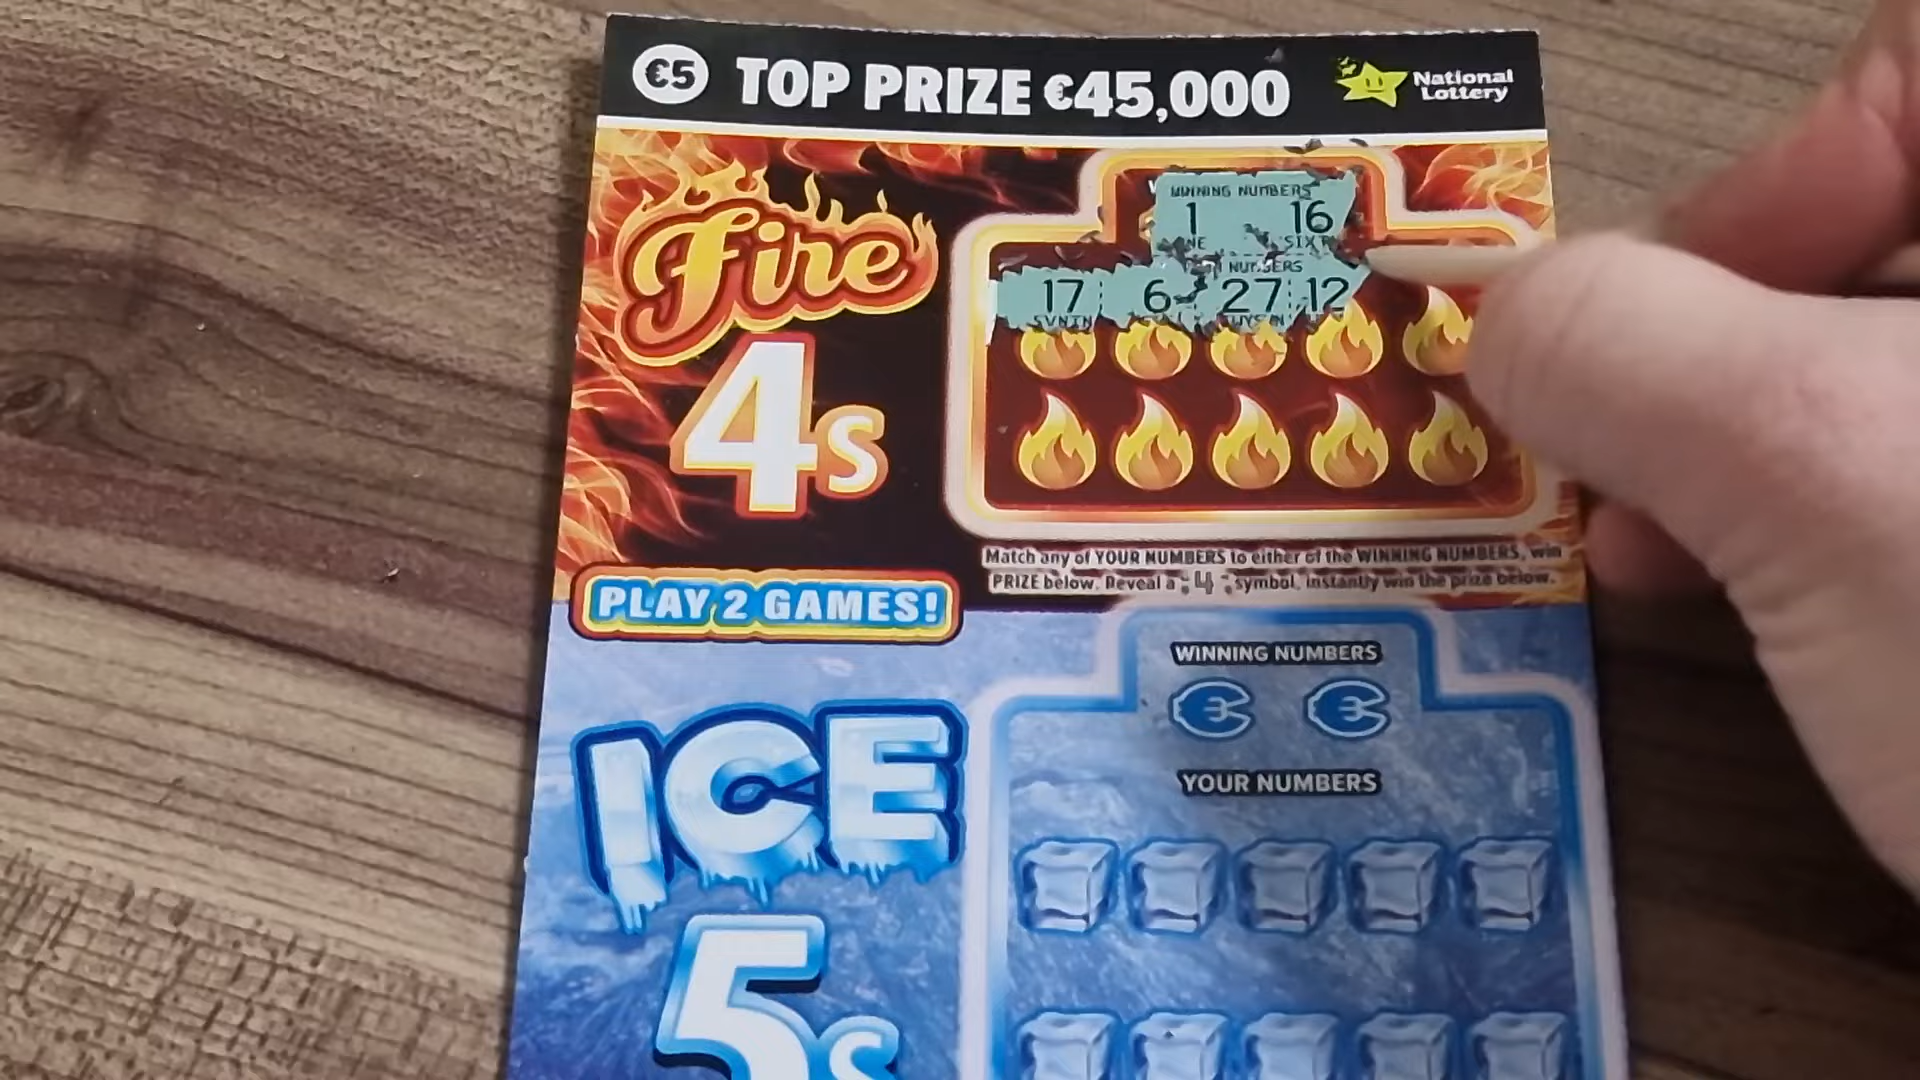 €5 TOP PRIZE €45,000 National Lottery
WINNING NUMBERS
1 16
17 6 27 12
SVNTN
Fire
4s
Match any of YOUR NUMBERS to either of the WINNING NUMBERS, win
PRIZE below. Reveal a 4 symbol, instantly win the prize below.
PLAY 2 GAMES!
WINNING NUMBERS
€ €
YOUR NUMBERS
ICE
5s